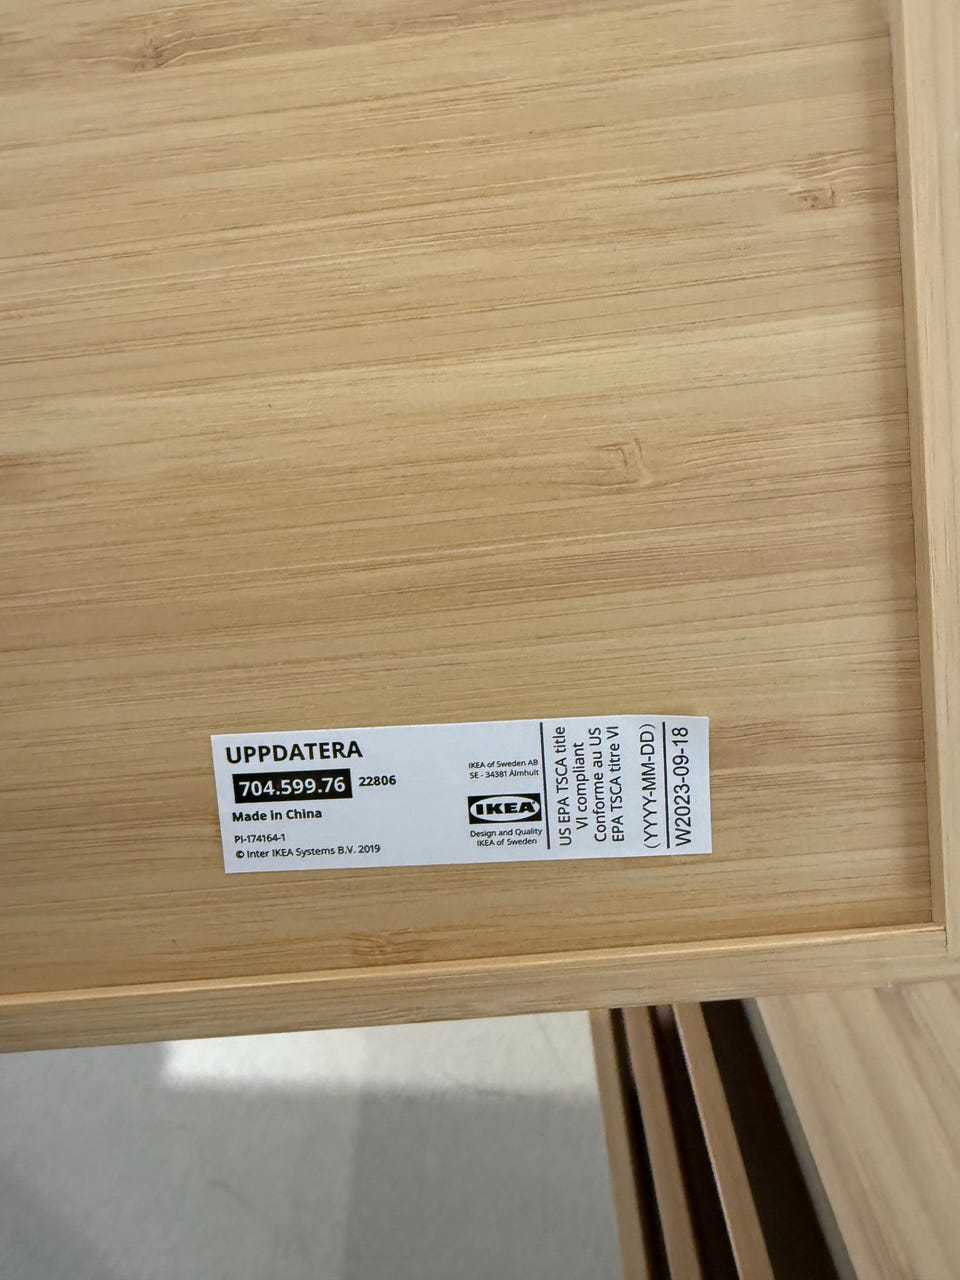 UPPDATERA
704.599.76 22806
Made in China
PI-174164-1
© Inter IKEA Systems B.V. 2019
IKEA of Sweden AB
SE - 34381 Älmhult
IKEA®
Design and Quality
IKEA of Sweden
US EPA TSCA title
VI compliant
Conforme au US
EPA TSCA titre VI
(YYYY-MM-DD)
W2023-09-18